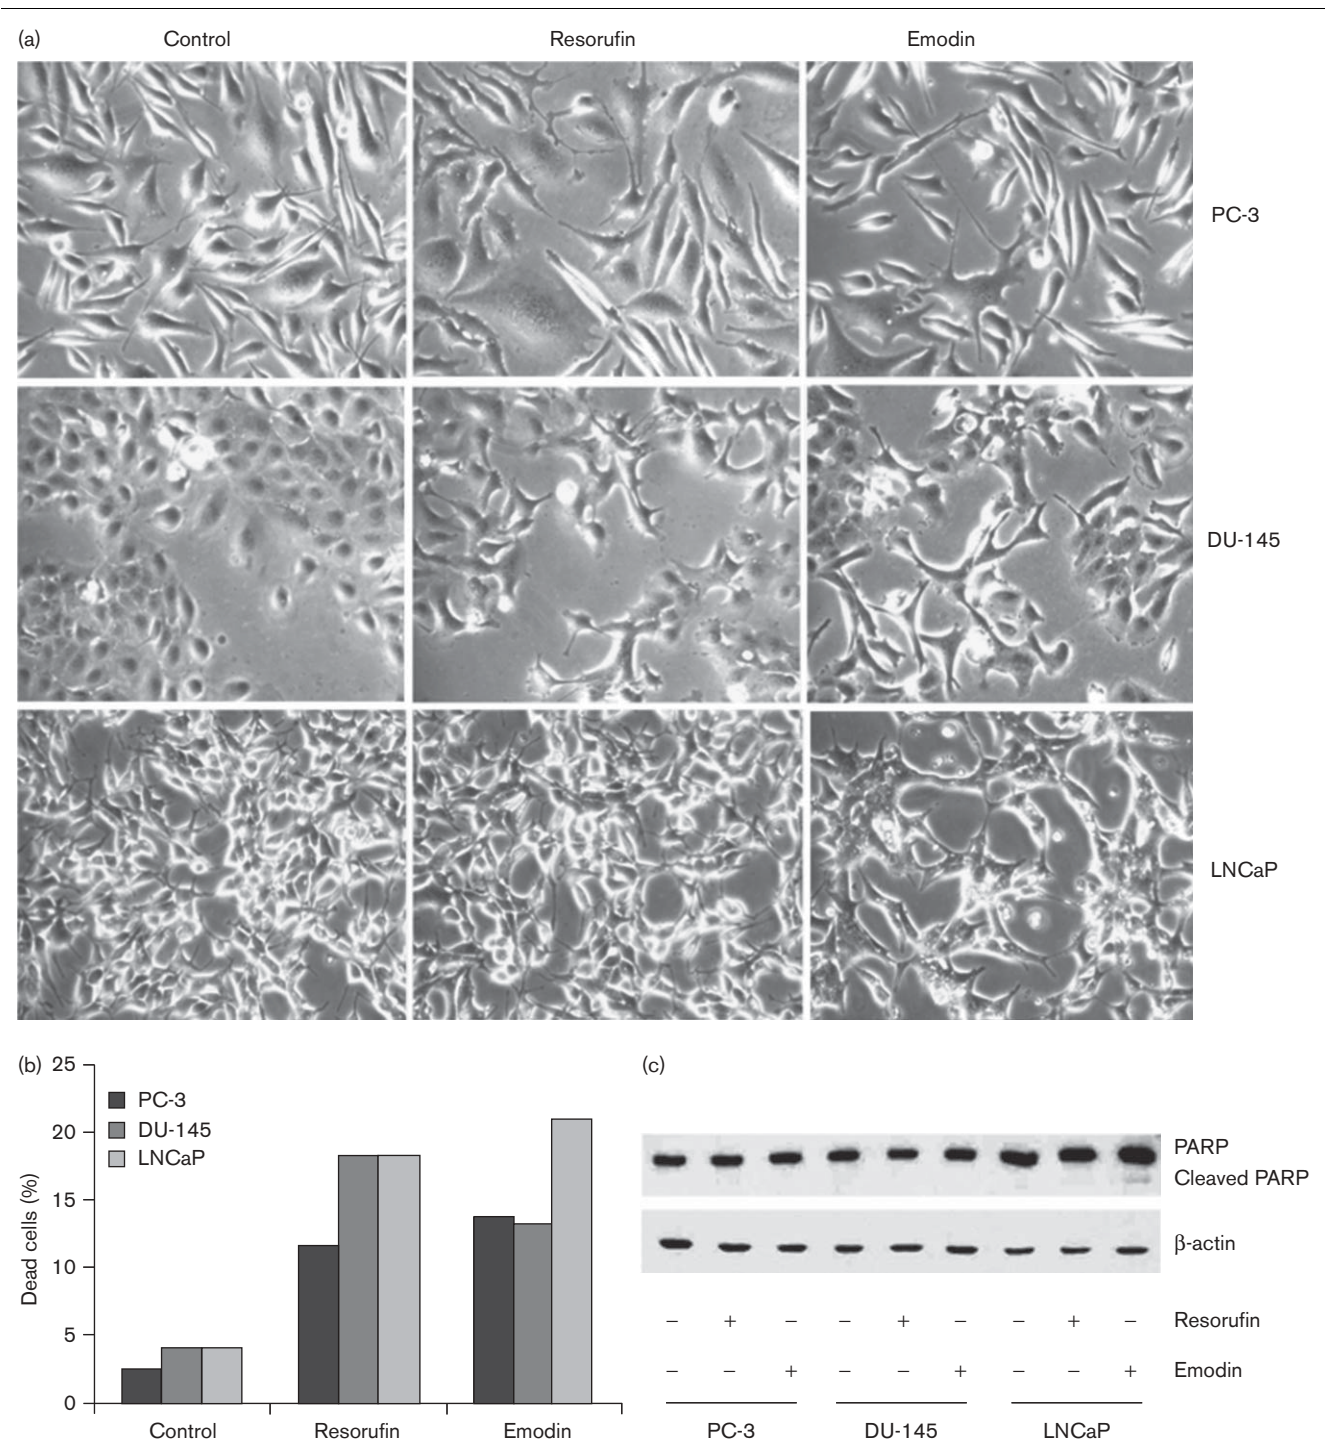 (a) Control Resorufin Emodin
PC-3
DU-145
LNCaP
(b)
25
20
15
10
5
0
Dead cells (%)
PC-3
DU-145
LNCaP
Control Resorufin Emodin
(c)
PARP
Cleaved PARP
β-actin
− + − − + − − + − Resorufin
− − + − − + − − + Emodin
PC-3 DU-145 LNCaP